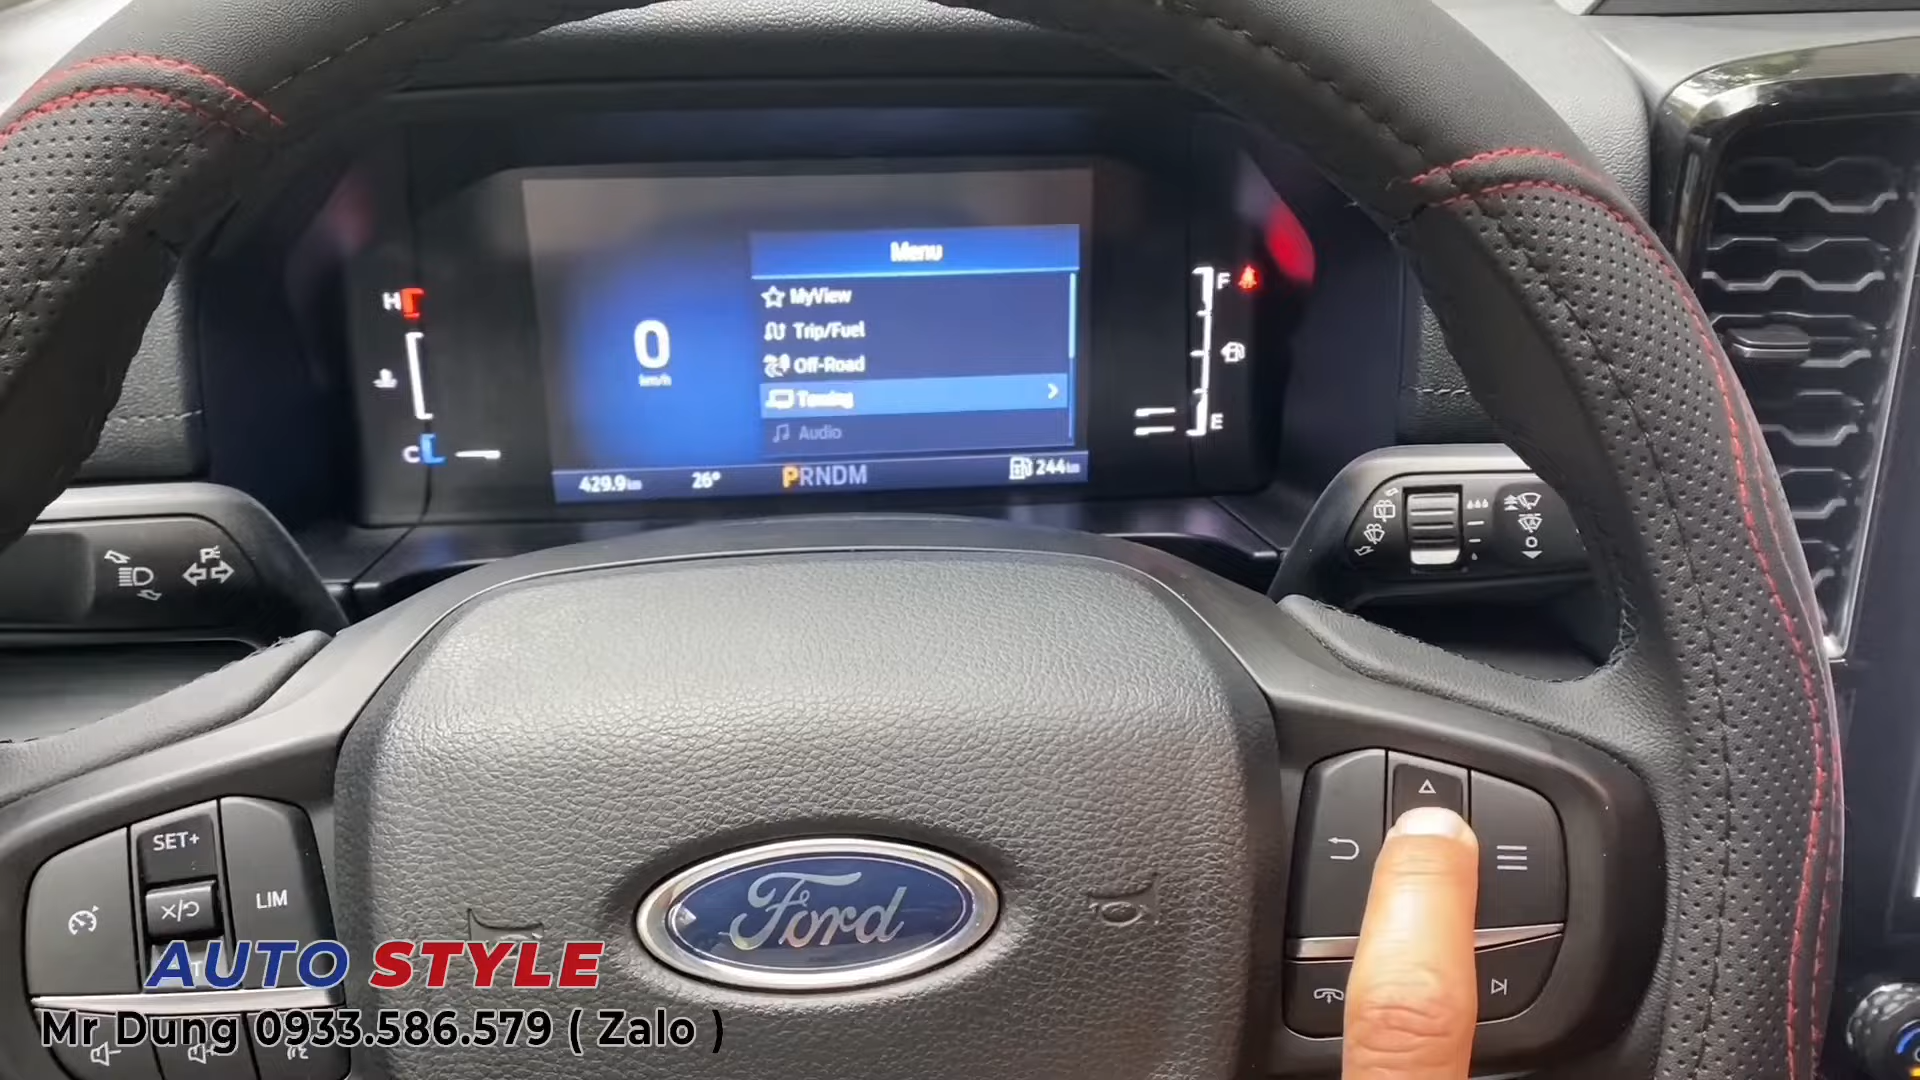 Menu
MyView
Trip/Fuel
Off-Road
Towing
Audio
0
km/h
H
C
F
E
429.9km
26°
PRNDM
244km
P
A
O
SET+
LIM
Ford
AUTO STYLE
Mr Dung 0933.586.579 ( Zalo )